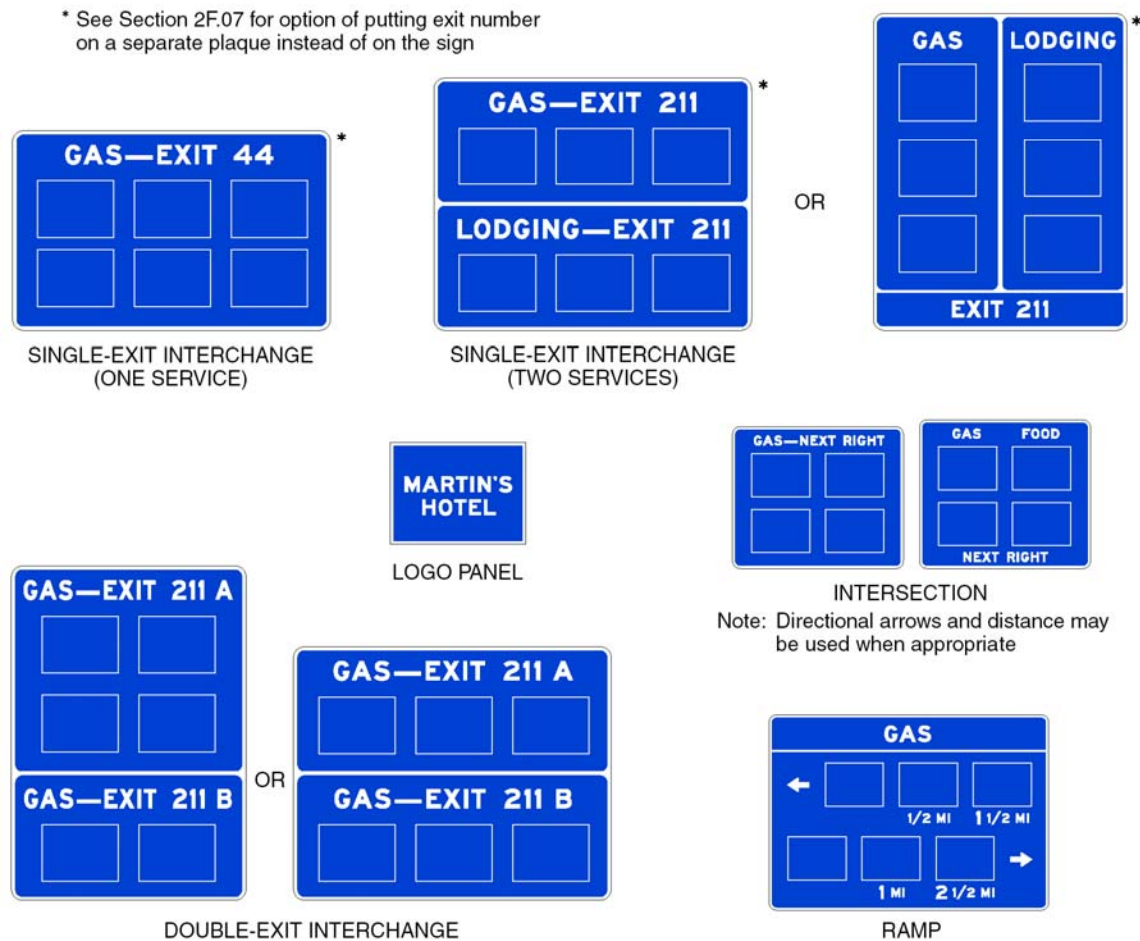 * See Section 2F.07 for option of putting exit number
on a separate plaque instead of on the sign
GAS—EXIT 44
*
SINGLE-EXIT INTERCHANGE
(ONE SERVICE)
GAS—EXIT 211
*
LODGING—EXIT 211
SINGLE-EXIT INTERCHANGE
(TWO SERVICES)
OR
GAS LODGING
*
EXIT 211
MARTIN'S
HOTEL
LOGO PANEL
GAS—NEXT RIGHT
GAS FOOD
NEXT RIGHT
INTERSECTION
Note: Directional arrows and distance may
be used when appropriate
GAS—EXIT 211 A
GAS—EXIT 211 B
OR
GAS—EXIT 211 A
GAS—EXIT 211 B
DOUBLE-EXIT INTERCHANGE
GAS
1/2 MI 1 1/2 MI
1 MI 2 1/2 MI
RAMP